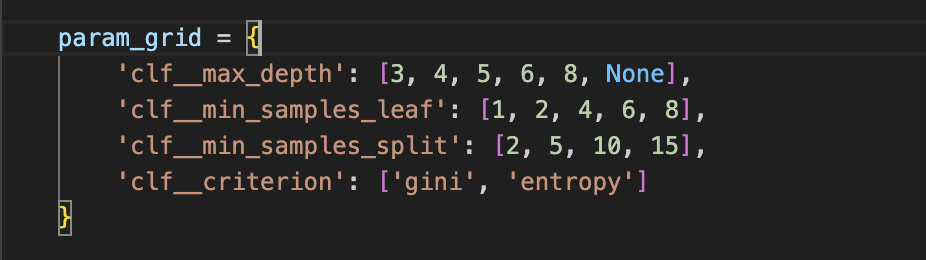 param_grid = {
    'clf__max_depth': [3, 4, 5, 6, 8, None],
    'clf__min_samples_leaf': [1, 2, 4, 6, 8],
    'clf__min_samples_split': [2, 5, 10, 15],
    'clf__criterion': ['gini', 'entropy']
}